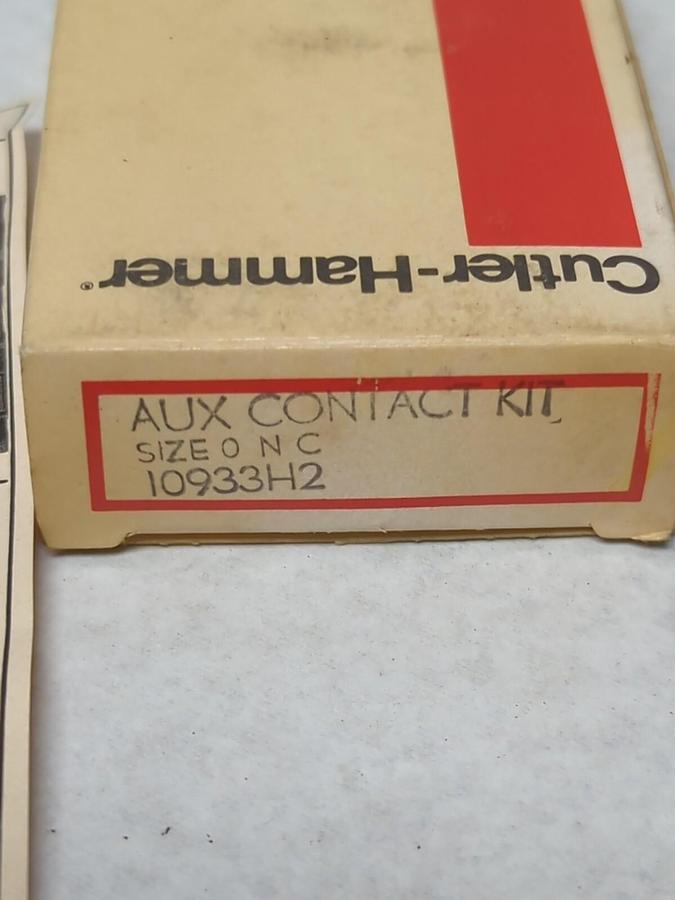 Cutler-Hammer®
AUX CONTACT KIT
SIZE 0 N C
10933H2